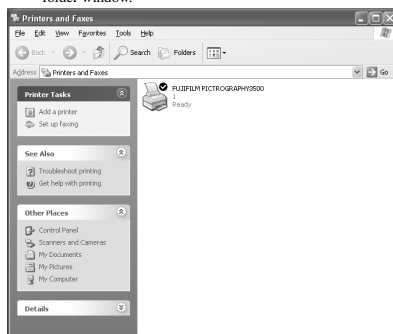 folder window.
Printers and Faxes
File Edit View Favorites Tools Help
Back Search Folders
Address Printers and Faxes Go
Printer Tasks
Add a printer
Set up faxing
See Also
Troubleshoot printing
Get help with printing
Other Places
Control Panel
Scanners and Cameras
My Documents
My Pictures
My Computer
Details
FUJIFILM PICTROGRAPHY3500
1
Ready